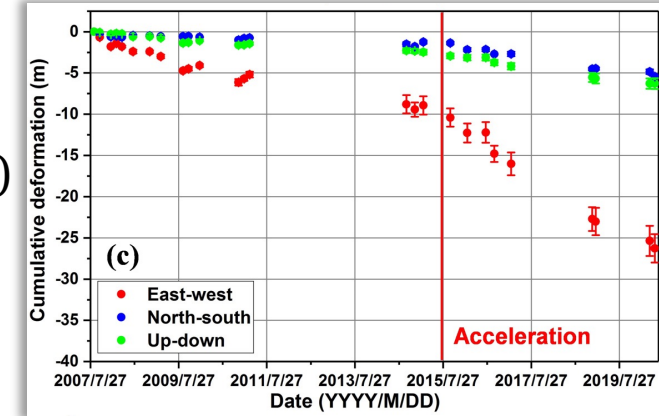 )
0
-5
-10
-15
-20
-25
-30
-35
-40
Cumulative deformation (m)
(c)
East-west
North-south
Up-down
Acceleration
2007/7/27 2009/7/27 2011/7/27 2013/7/27 2015/7/27 2017/7/27 2019/7/27
Date (YYYY/M/DD)